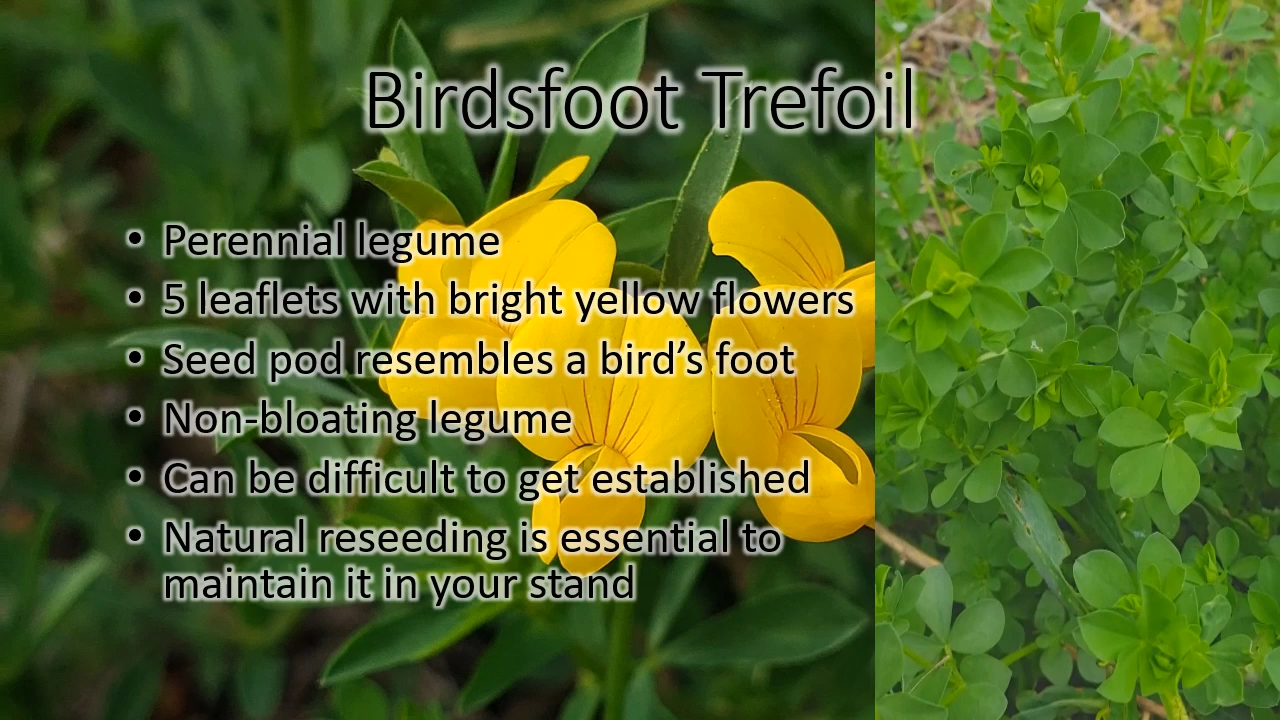 Birdsfoot Trefoil
• Perennial legume
• 5 leaflets with bright yellow flowers
• Seed pod resembles a bird’s foot
• Non-bloating legume
• Can be difficult to get established
• Natural reseeding is essential to
maintain it in your stand